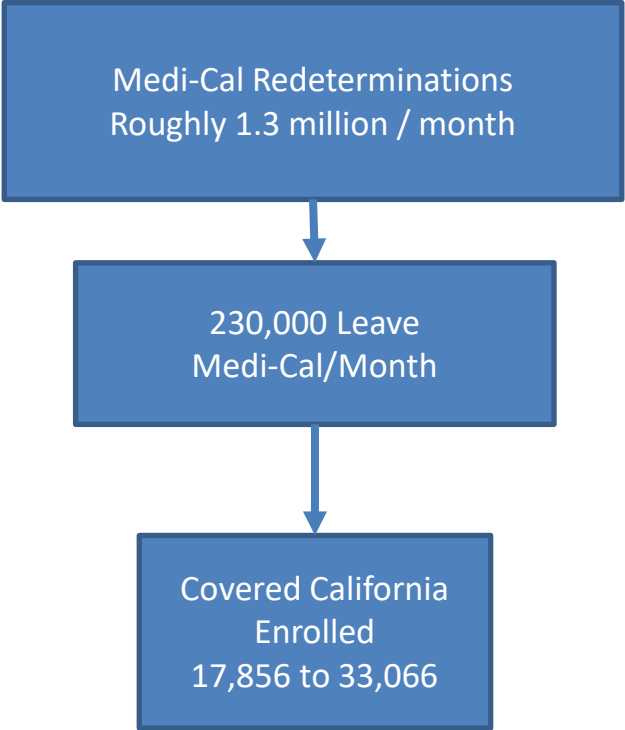 Medi-Cal Redeterminations
Roughly 1.3 million / month
230,000 Leave
Medi-Cal/Month
Covered California
Enrolled
17,856 to 33,066